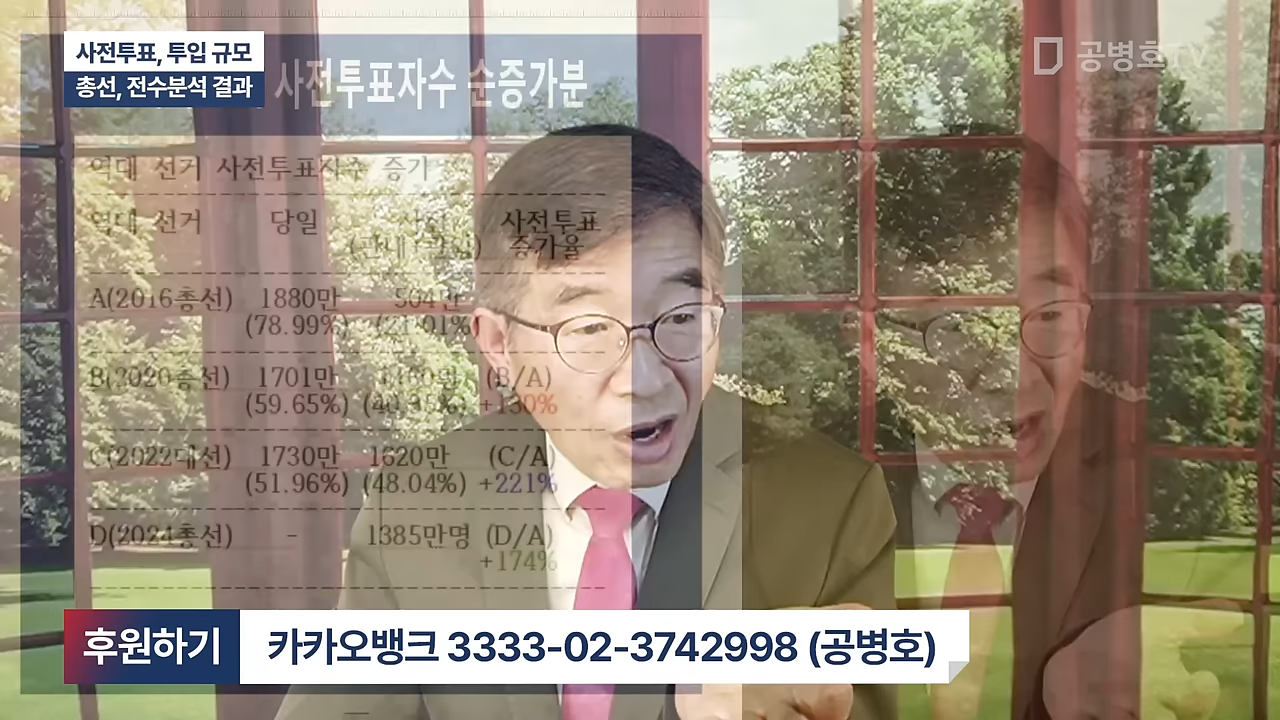 사전투표, 투입 규모
총선, 전수분석 결과
사전투표자수 순증가분
공병호TV
역대 선거 사전투표자수 증가
역대 선거 당일 사전투표
증가율
A(2016총선) 1880만 504만
(78.99%) (21.01%)
B(2020총선) 1701만 (B/A)
(59.65%) +130%
C(2022대선) 1730만 1620만 (C/A)
(51.96%) (48.04%) +221%
D(2024총선) - 1385만명 (D/A)
+174%
후원하기 카카오뱅크 3333-02-3742998 (공병호)